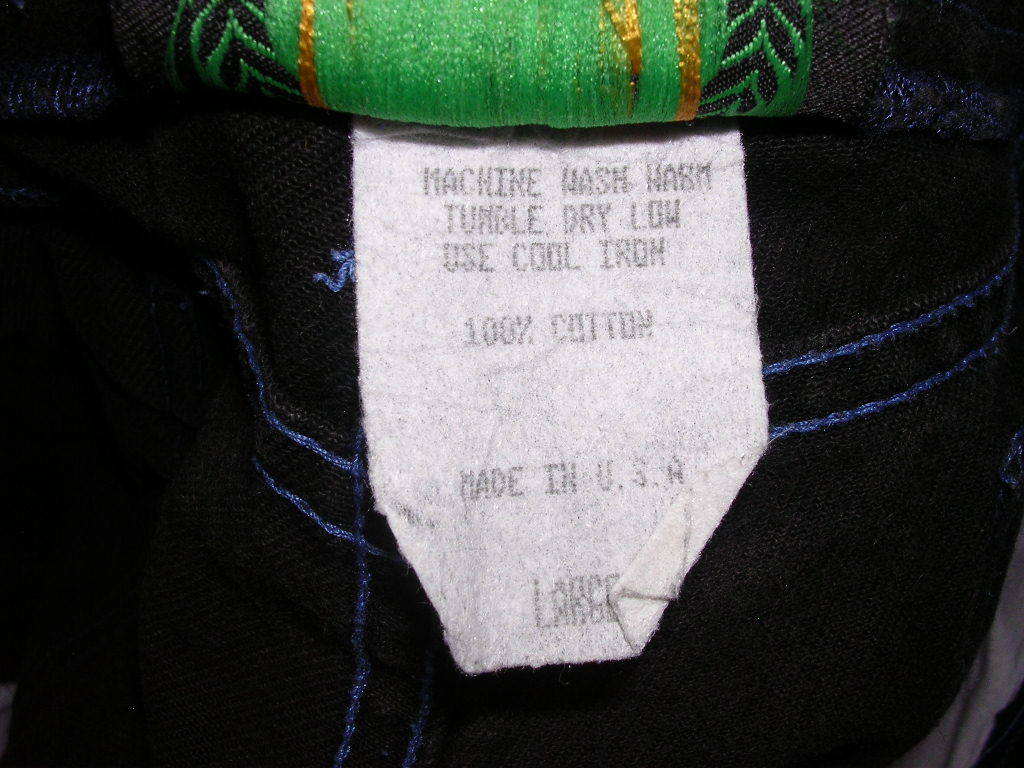 MACHINE WASH WARM
TUMBLE DRY LOW
USE COOL IRON
100% COTTON
MADE IN U.S.A
LARGE